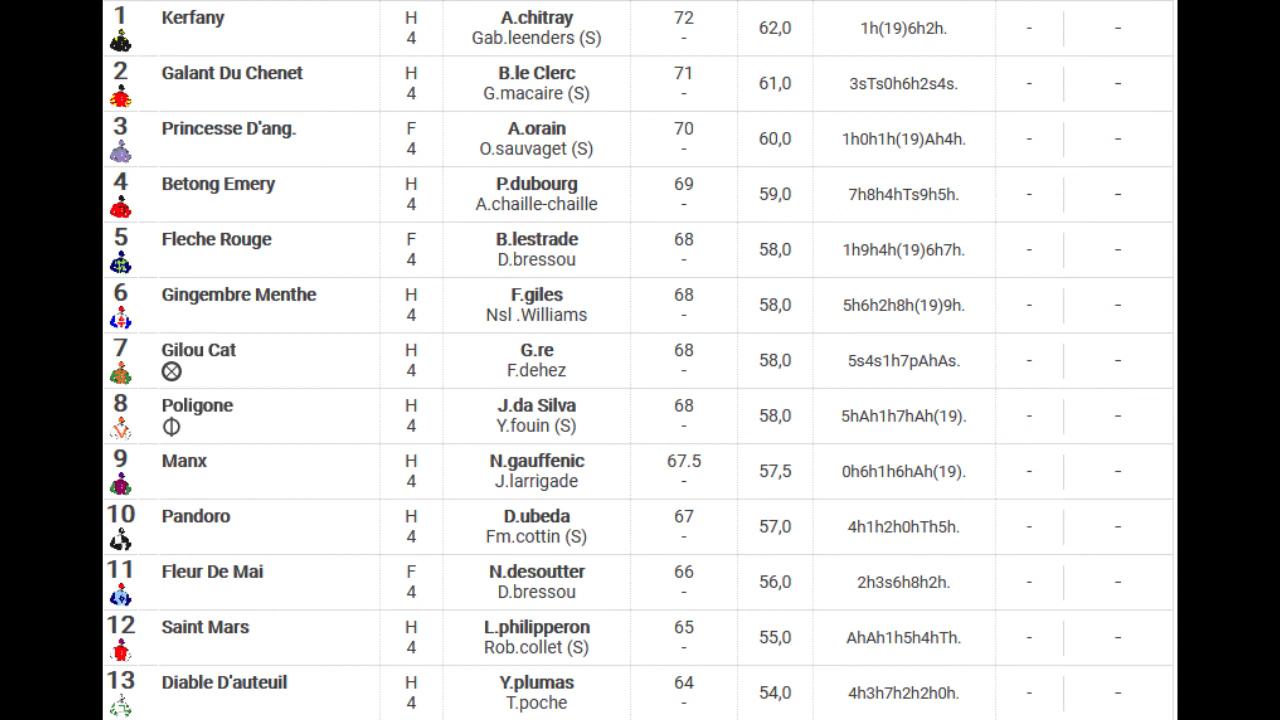 1 Kerfany H A.chitray 72 62,0 1h(19)6h2h. - -
4 Gab.leenders (S) -
2 Galant Du Chenet H B.le Clerc 71 61,0 3sTs0h6h2s4s. - -
4 G.macaire (S) -
3 Princesse D'ang. F A.orain 70 60,0 1h0h1h(19)Ah4h. - -
4 O.sauvaget (S) -
4 Betong Emery H P.dubourg 69 59,0 7h8h4hTs9h5h. - -
4 A.chaille-chaille -
5 Fleche Rouge F B.lestrade 68 58,0 1h9h4h(19)6h7h. - -
4 D.bressou -
6 Gingembre Menthe H F.giles 68 58,0 5h6h2h8h(19)9h. - -
4 Nsl .Williams -
7 Gilou Cat H G.re 68 58,0 5s4s1h7pAhAs. - -
4 F.dehez -
8 Poligone H J.da Silva 68 58,0 5hAh1h7hAh(19). - -
4 Y.fouin (S) -
9 Manx H N.gauffenic 67.5 57,5 0h6h1h6hAh(19). - -
4 J.larrigade -
10 Pandoro H D.ubeda 67 57,0 4h1h2h0hTh5h. - -
4 Fm.cottin (S) -
11 Fleur De Mai F N.desoutter 66 56,0 2h3s6h8h2h. - -
4 D.bressou -
12 Saint Mars H L.philipperon 65 55,0 AhAh1h5h4hTh. - -
4 Rob.collet (S) -
13 Diable D'auteuil H Y.plumas 64 54,0 4h3h7h2h2h0h. - -
4 T.poche -